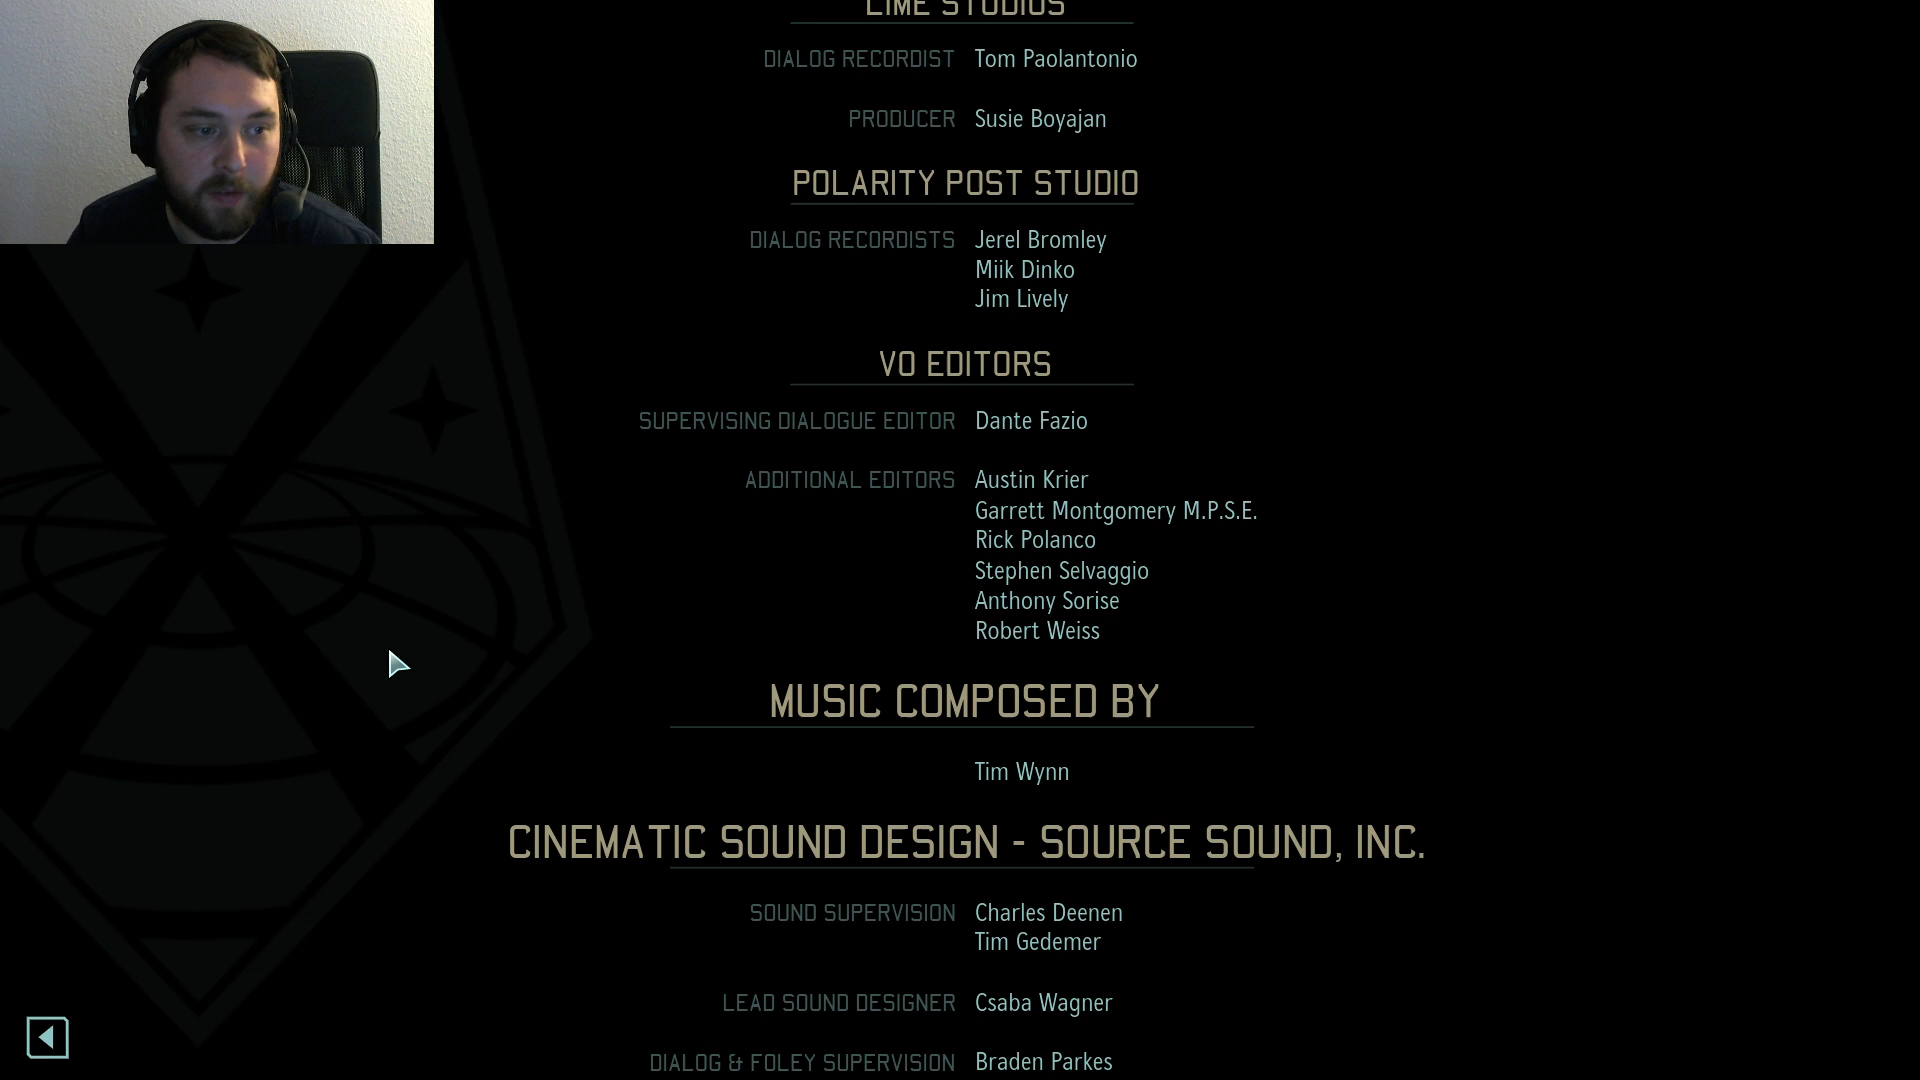 LIME STUDIOS
DIALOG RECORDIST Tom Paolantonio
PRODUCER Susie Boyajan
POLARITY POST STUDIO
DIALOG RECORDISTS Jerel Bromley
Miik Dinko
Jim Lively
VO EDITORS
SUPERVISING DIALOGUE EDITOR Dante Fazio
ADDITIONAL EDITORS Austin Krier
Garrett Montgomery M.P.S.E.
Rick Polanco
Stephen Selvaggio
Anthony Sorise
Robert Weiss
MUSIC COMPOSED BY
Tim Wynn
CINEMATIC SOUND DESIGN - SOURCE SOUND, INC.
SOUND SUPERVISION Charles Deenen
Tim Gedemer
LEAD SOUND DESIGNER Csaba Wagner
DIALOG & FOLEY SUPERVISION Braden Parkes